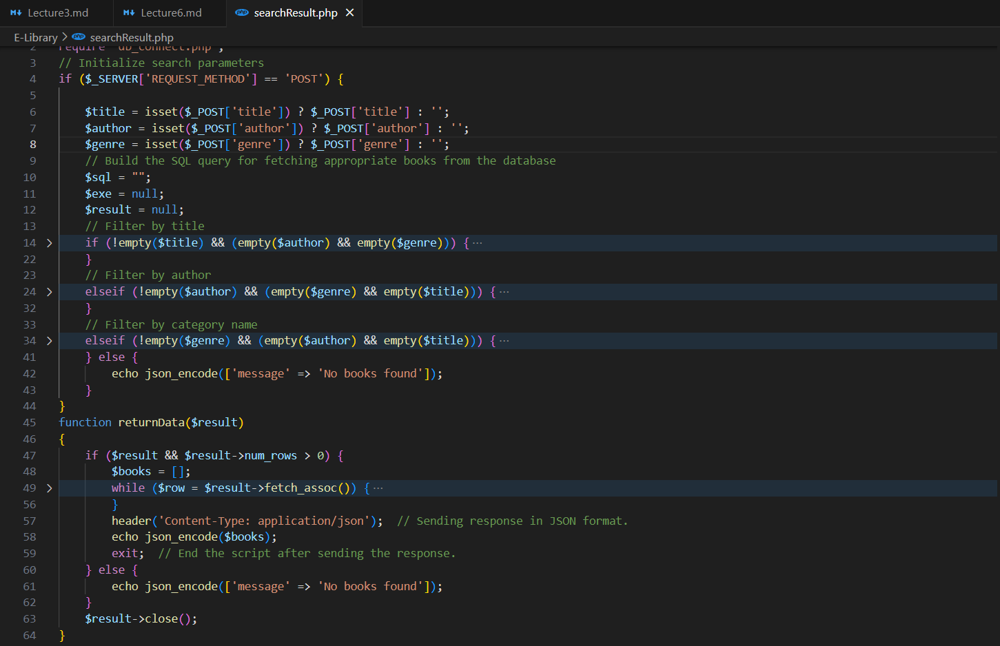 Lecture3.md Lecture6.md searchResult.php
E-Library > searchResult.php
2 require 'db_connect.php';
3 // Initialize search parameters
4 if ($_SERVER['REQUEST_METHOD'] == 'POST') {
5
6 $title = isset($_POST['title']) ? $_POST['title'] : '';
7 $author = isset($_POST['author']) ? $_POST['author'] : '';
8 $genre = isset($_POST['genre']) ? $_POST['genre'] : '';
9 // Build the SQL query for fetching appropriate books from the database
10 $sql = "";
11 $exe = null;
12 $result = null;
13 // Filter by title
14 if (!empty($title) && (empty($author) && empty($genre))) { ···
22 }
23 // Filter by author
24 elseif (!empty($author) && (empty($genre) && empty($title))) { ···
32 }
33 // Filter by category name
34 elseif (!empty($genre) && (empty($author) && empty($title))) { ···
41 } else {
42 echo json_encode(['message' => 'No books found']);
43 }
44 }
45 function returnData($result)
46 {
47 if ($result && $result->num_rows > 0) {
48 $books = [];
49 while ($row = $result->fetch_assoc()) { ···
56 }
57 header('Content-Type: application/json'); // Sending response in JSON format.
58 echo json_encode($books);
59 exit; // End the script after sending the response.
60 } else {
61 echo json_encode(['message' => 'No books found']);
62 }
63 $result->close();
64 }